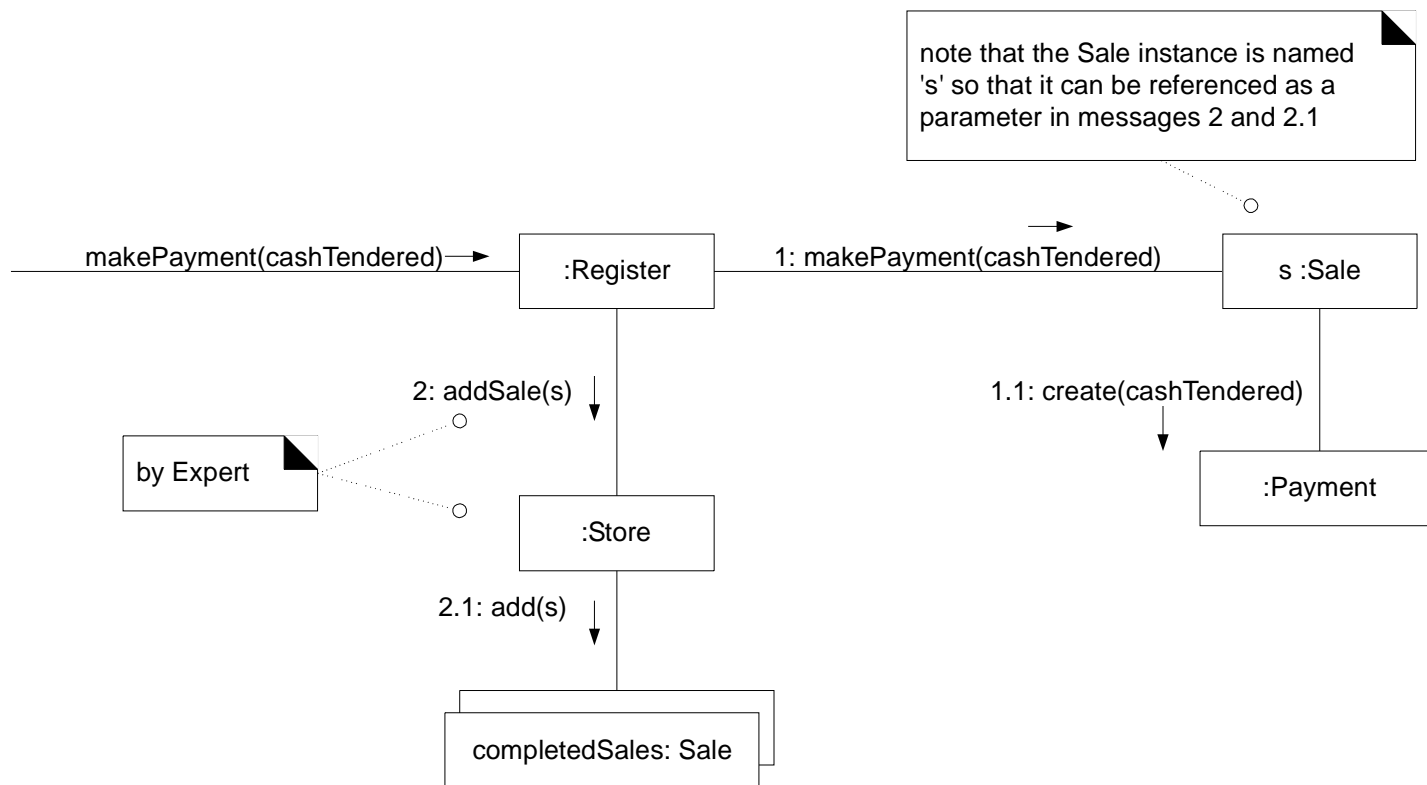 note that the Sale instance is named
's' so that it can be referenced as a
parameter in messages 2 and 2.1
makePayment(cashTendered)
:Register
1: makePayment(cashTendered)
s :Sale
2: addSale(s)
1.1: create(cashTendered)
by Expert
:Payment
:Store
2.1: add(s)
completedSales: Sale